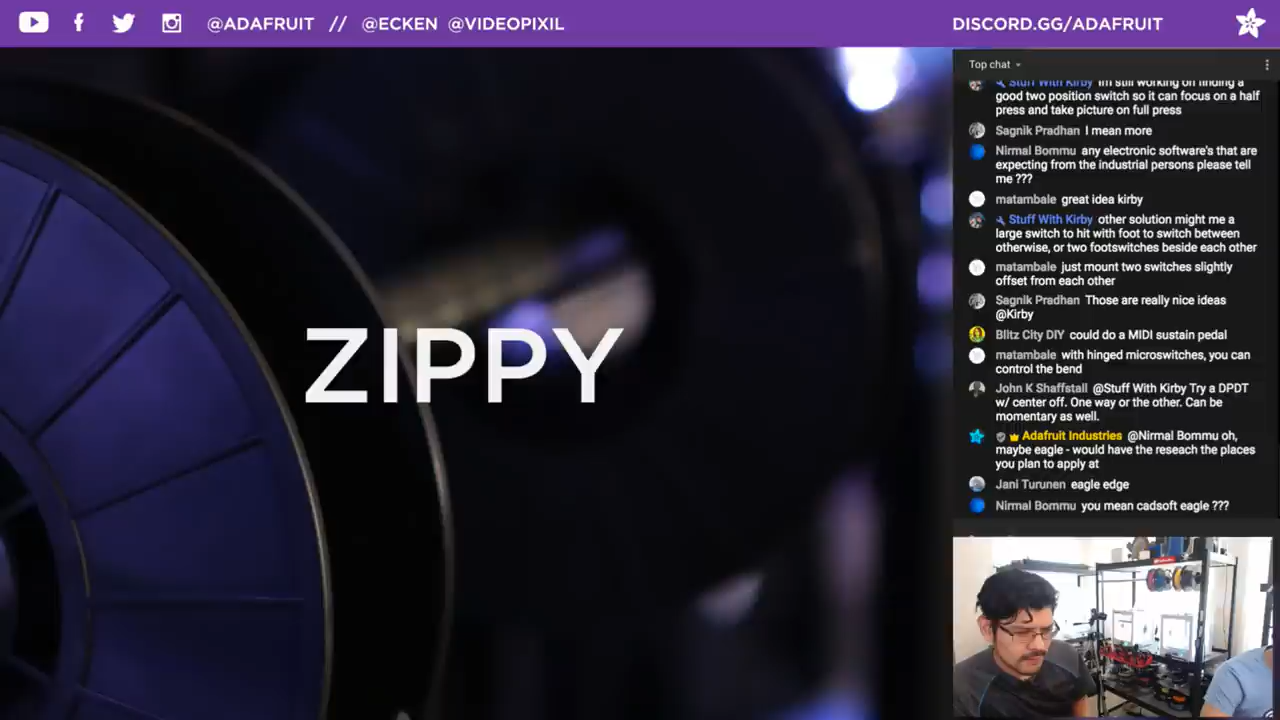 @ADAFRUIT // @ECKEN @VIDEOPIXIL
DISCORD.GG/ADAFRUIT
ZIPPY
Top chat
Stuff With Kirby I'm still working on finding a
good two position switch so it can focus on a half
press and take picture on full press
Sagnik Pradhan I mean more
Nirmal Bommu any electronic software's that are
expecting from the industrial persons please tell
me ???
matambale great idea kirby
Stuff With Kirby other solution might me a
large switch to hit with foot to switch between
otherwise, or two footswitches beside each other
matambale just mount two switches slightly
offset from each other
Sagnik Pradhan Those are really nice ideas
@Kirby
Blitz City DIY could do a MIDI sustain pedal
matambale with hinged microswitches, you can
control the bend
John K Shaffstall @Stuff With Kirby Try a DPDT
w/ center off. One way or the other. Can be
momentary as well.
Adafruit Industries @Nirmal Bommu oh,
maybe eagle - would have the reseach the places
you plan to apply at
Jani Turunen eagle edge
Nirmal Bommu you mean cadsoft eagle ???